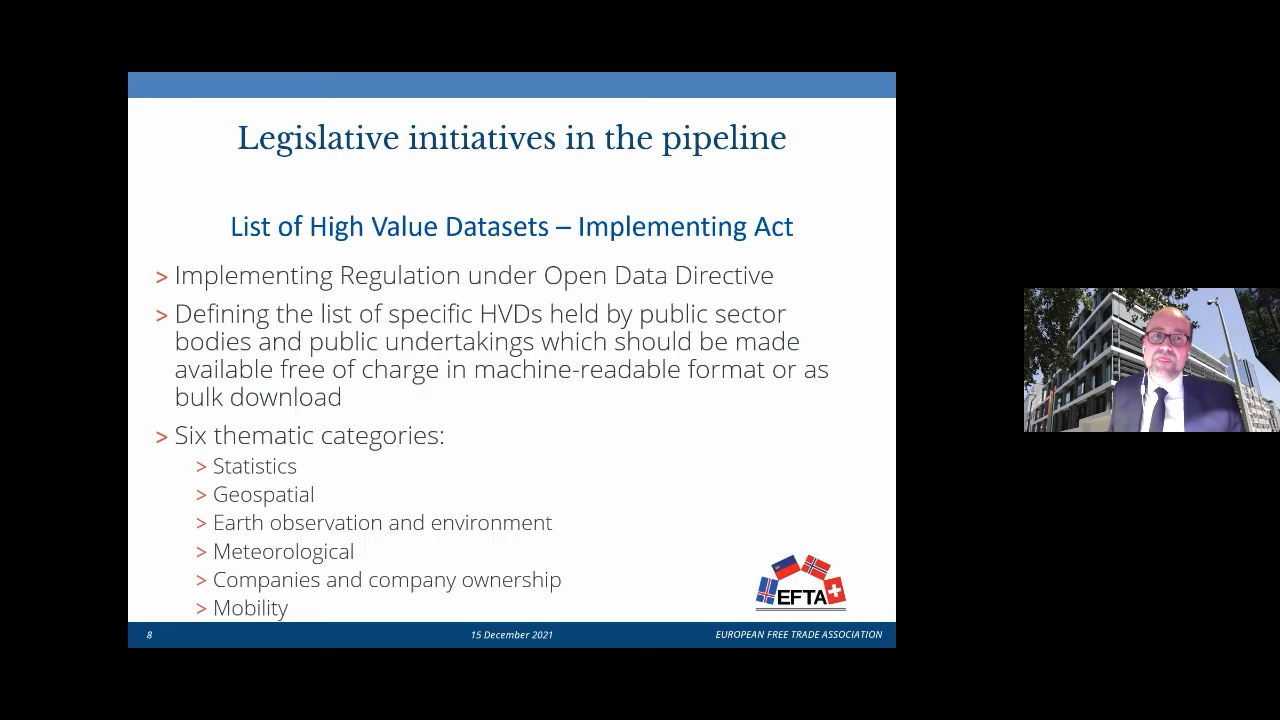 Legislative initiatives in the pipeline
List of High Value Datasets – Implementing Act
> Implementing Regulation under Open Data Directive
> Defining the list of specific HVDs held by public sector
bodies and public undertakings which should be made
available free of charge in machine-readable format or as
bulk download
> Six thematic categories:
> Statistics
> Geospatial
> Earth observation and environment
> Meteorological
> Companies and company ownership
> Mobility
EFTA
8 15 December 2021 EUROPEAN FREE TRADE ASSOCIATION